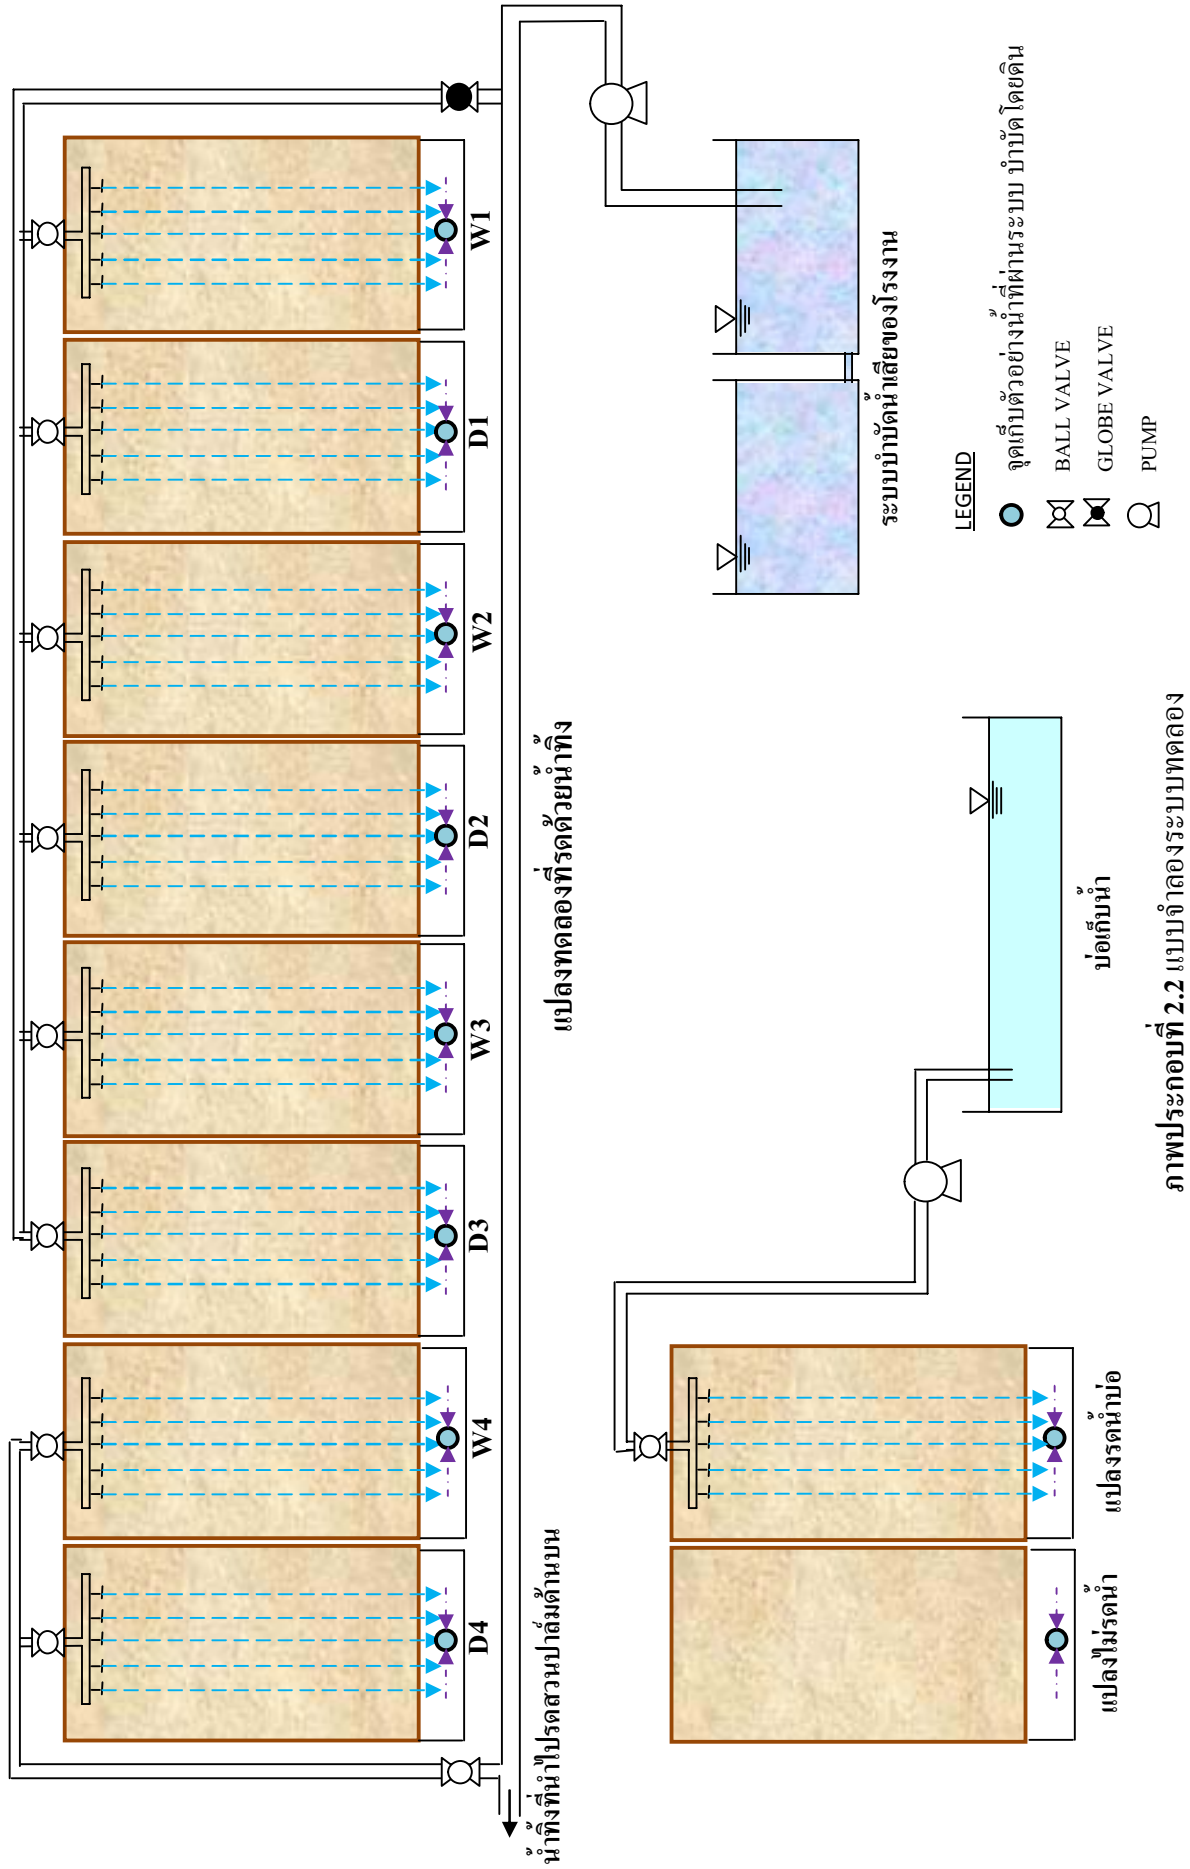 น้ำทิ้งที่นำไปรดสวนปาล์มด้านบน
D4
W4
D3
W3
D2
W2
D1
W1
แปลงทดลองที่รดด้วยน้ำทิ้ง
ระบบบำบัดน้ำเสียของโรงงาน
แปลงไม่รดน้ำ
แปลงรดน้ำบ่อ
บ่อเก็บน้ำ
LEGEND
จุดเก็บตัวอย่างน้ำที่ผ่านระบบ บำบัดโดยดิน
BALL VALVE
GLOBE VALVE
PUMP
ภาพประกอบที่ 2.2 แบบจำลองระบบทดลอง